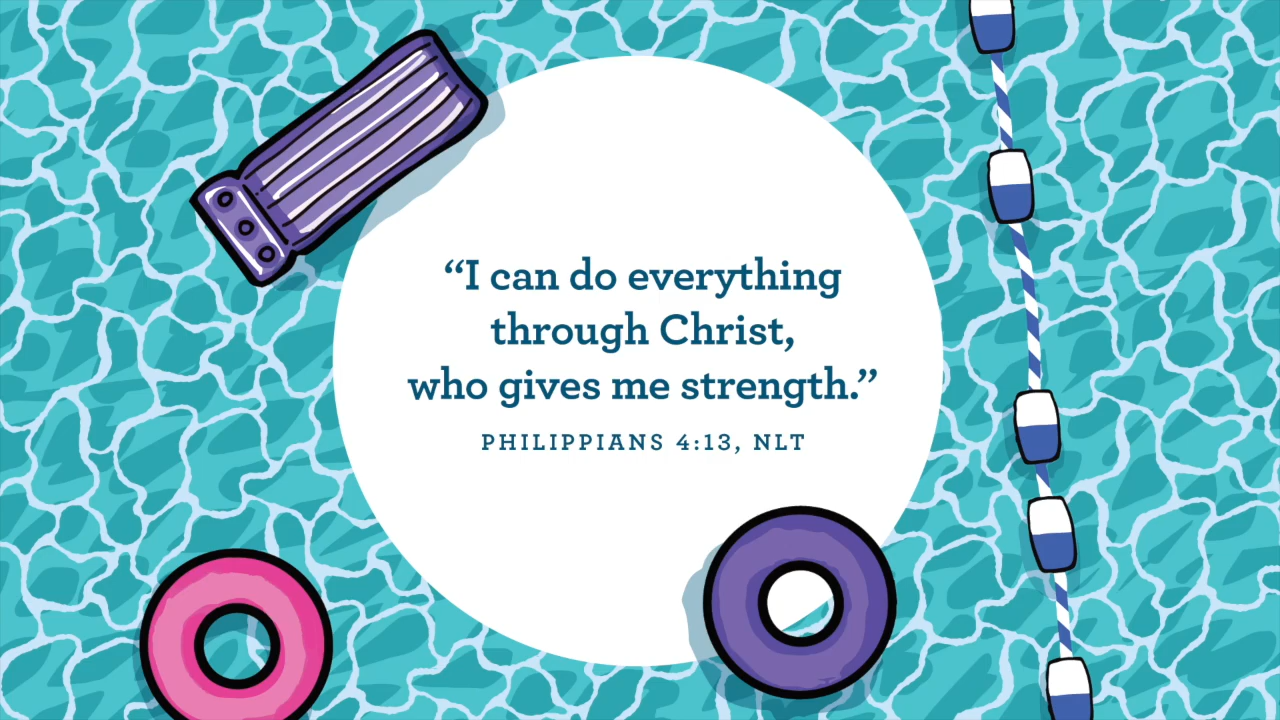 “I can do everything
through Christ,
who gives me strength.”
PHILIPPIANS 4:13, NLT